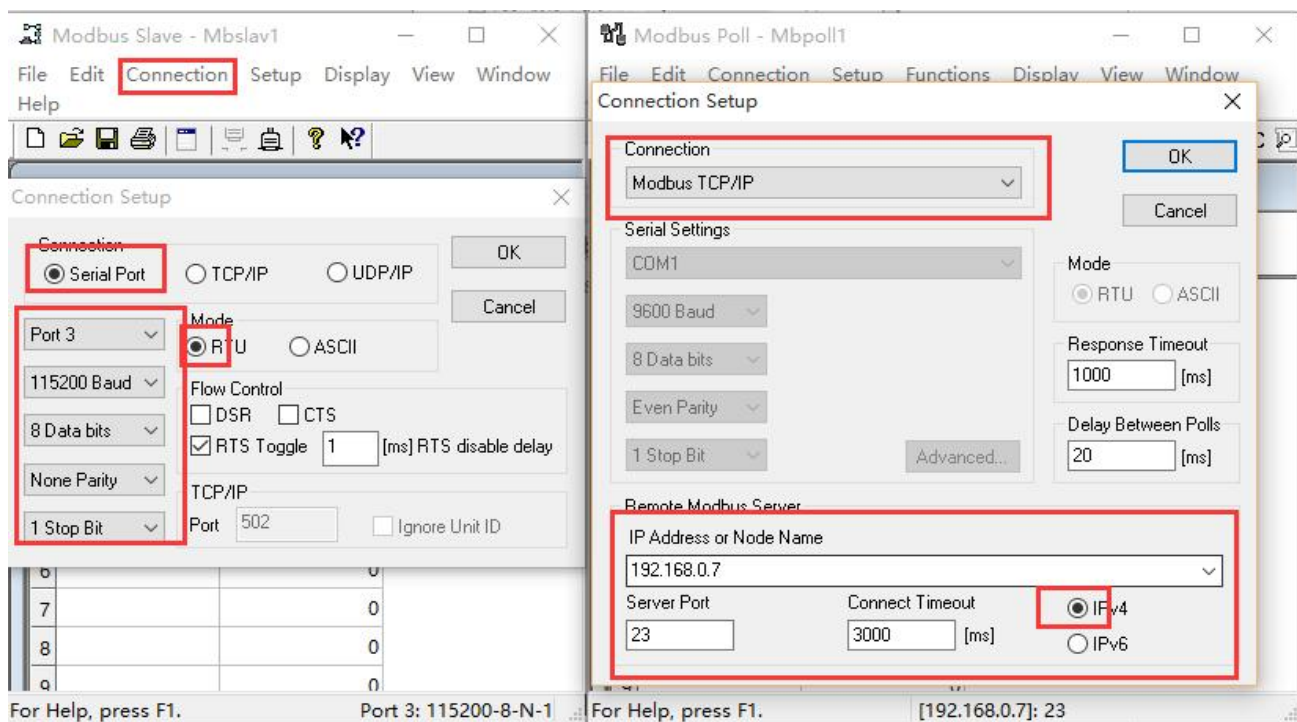 Modbus Slave - Mbslav1
File Edit Connection Setup Display View Window
Help
Connection Setup
Connection
Serial Port TCP/IP UDP/IP
OK
Cancel
Port 3
115200 Baud
8 Data bits
None Parity
1 Stop Bit
Mode
RTU ASCII
Flow Control
DSR CTS
RTS Toggle 1 [ms] RTS disable delay
TCP/IP
Port 502 Ignore Unit ID
6 0
7 0
8 0
9 0
For Help, press F1. Port 3: 115200-8-N-1
Modbus Poll - Mbpoll1
File Edit Connection Setup Functions Display View Window
Connection Setup
Connection
Modbus TCP/IP
OK
Cancel
Serial Settings
COM1
9600 Baud
8 Data bits
Even Parity
1 Stop Bit Advanced...
Mode
RTU ASCII
Response Timeout
1000 [ms]
Delay Between Polls
20 [ms]
Remote Modbus Server
IP Address or Node Name
192.168.0.7
Server Port Connect Timeout
23 3000 [ms]
IPv4
IPv6
For Help, press F1. [192.168.0.7]: 23